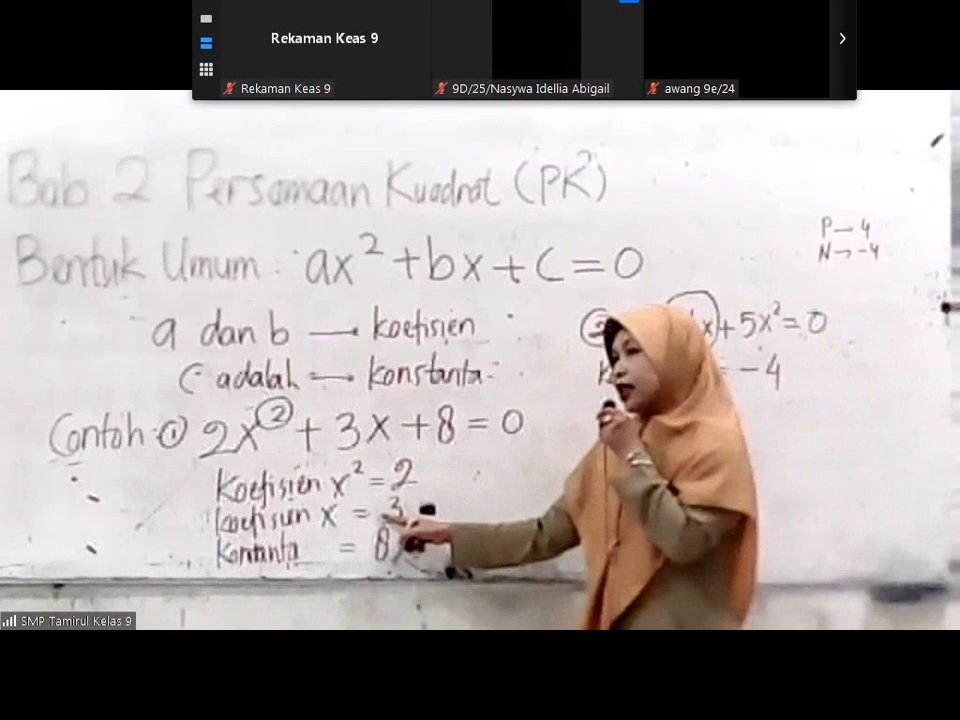 Rekaman Keas 9
Rekaman Keas 9
9D/25/Nasywa Idellia Abigail
awang 9e/24
Bab 2 Persamaan Kuadrat (PK)
Bentuk Umum : ax² + bx + c = 0
a dan b → koefisien
c adalah → konstanta
Contoh ① 2x² + 3x + 8 = 0
Koefisien x² = 2
koefisien x = 3
kontanta = 8
P → 4
N → -4
x) + 5x² = 0
= -4
SMP Tamirul Kelas 9